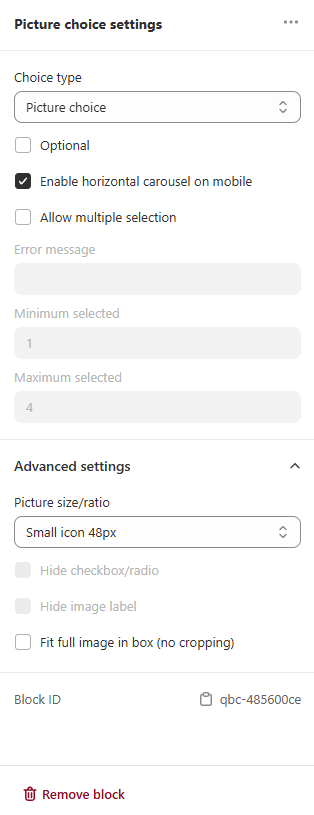 Picture choice settings
Choice type
Picture choice
Optional
Enable horizontal carousel on mobile
Allow multiple selection
Error message
Minimum selected
1
Maximum selected
4
Advanced settings
Picture size/ratio
Small icon 48px
Hide checkbox/radio
Hide image label
Fit full image in box (no cropping)
Block ID qbc-485600ce
Remove block